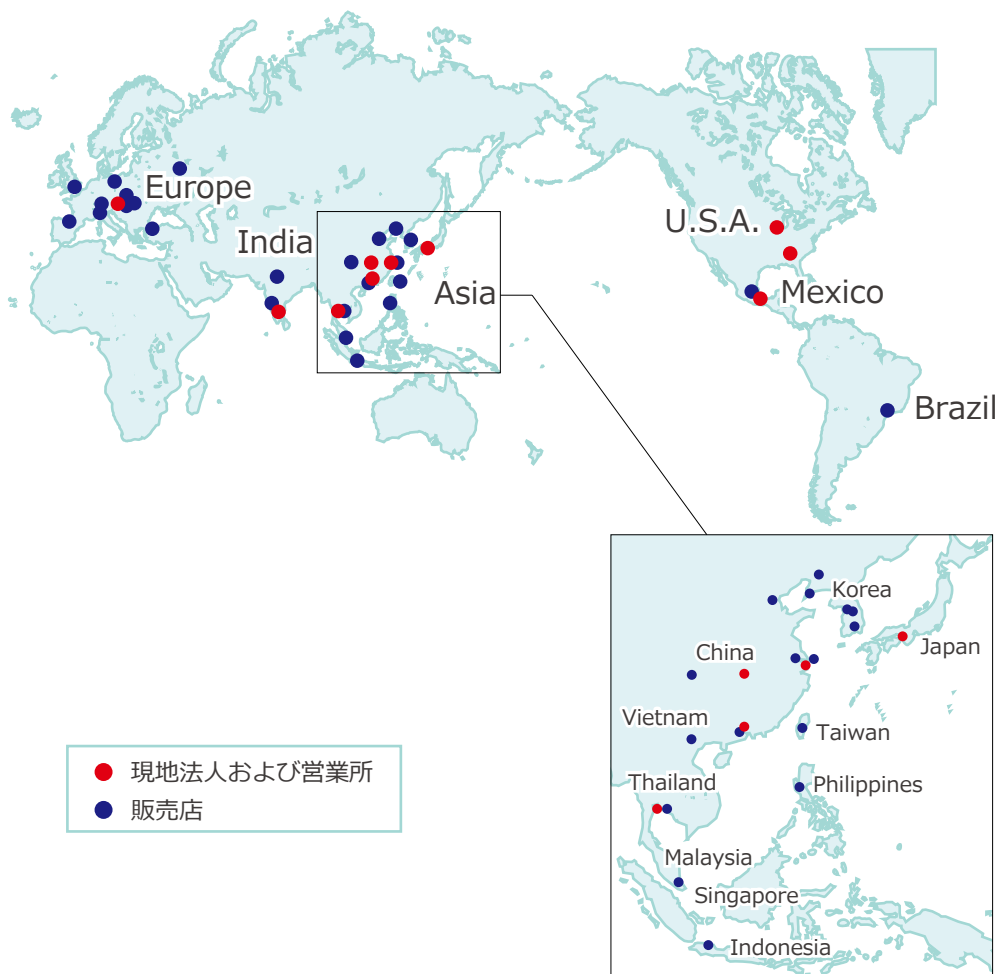 Europe
India
Asia
U.S.A.
Mexico
Brazil
Korea
Japan
China
Vietnam
Taiwan
Thailand
Philippines
Malaysia
Singapore
Indonesia
現地法人および営業所
販売店